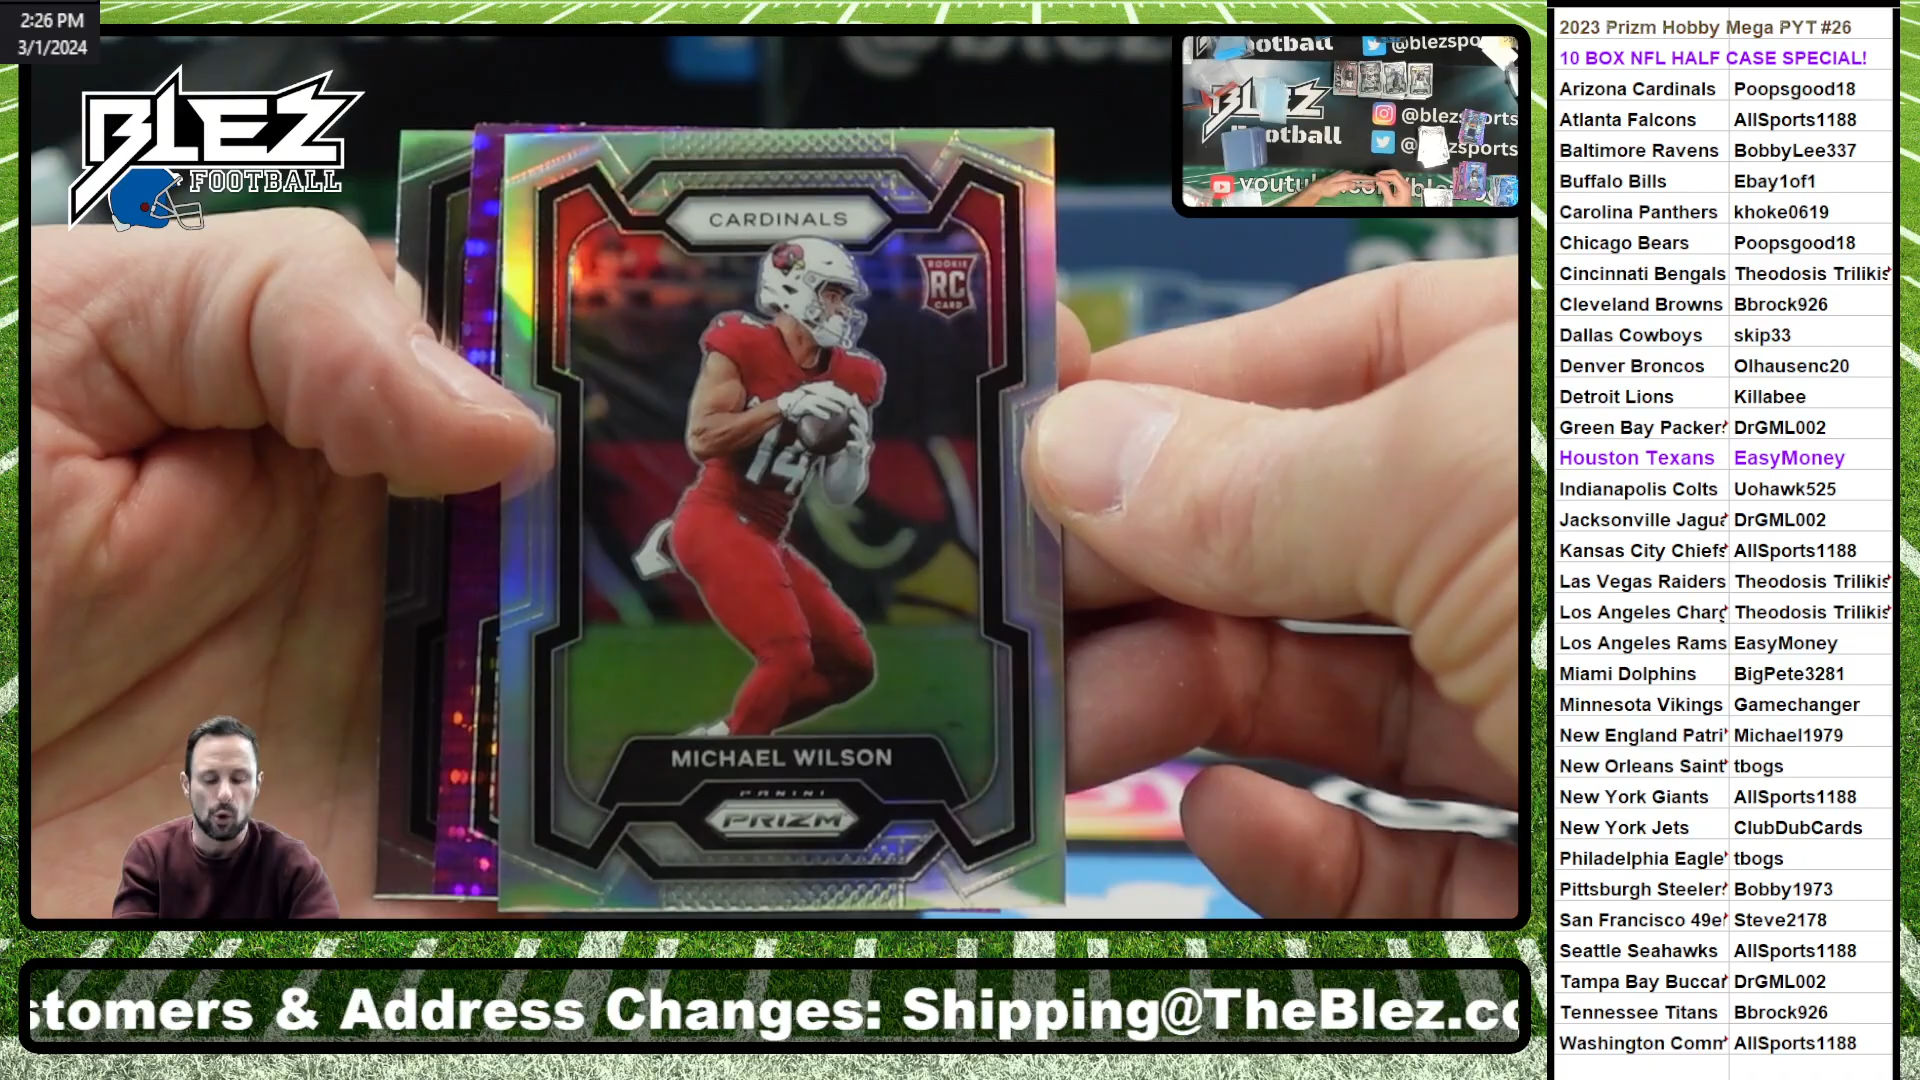 2:26 PM
3/1/2024
BLEZ
FOOTBALL
CARDINALS
ROOKIE
RC
CARD
14
MICHAEL WILSON
PANINI
PRIZM
@blezsports
@blezsports
stomers & Address Changes: Shipping@TheBlez.co
2023 Prizm Hobby Mega PYT #26
10 BOX NFL HALF CASE SPECIAL!
Arizona Cardinals Poopsgood18
Atlanta Falcons AllSports1188
Baltimore Ravens BobbyLee337
Buffalo Bills Ebay1of1
Carolina Panthers khoke0619
Chicago Bears Poopsgood18
Cincinnati Bengals Theodosis Trilikis
Cleveland Browns Bbrock926
Dallas Cowboys skip33
Denver Broncos Olhausenc20
Detroit Lions Killabee
Green Bay Packer DrGML002
Houston Texans EasyMoney
Indianapolis Colts Uohawk525
Jacksonville Jagua DrGML002
Kansas City Chiefs AllSports1188
Las Vegas Raiders Theodosis Trilikis
Los Angeles Charg Theodosis Trilikis
Los Angeles Rams EasyMoney
Miami Dolphins BigPete3281
Minnesota Vikings Gamechanger
New England Patri Michael1979
New Orleans Saint tbogs
New York Giants AllSports1188
New York Jets ClubDubCards
Philadelphia Eagle tbogs
Pittsburgh Steeler Bobby1973
San Francisco 49e Steve2178
Seattle Seahawks AllSports1188
Tampa Bay Buccar DrGML002
Tennessee Titans Bbrock926
Washington Comm AllSports1188